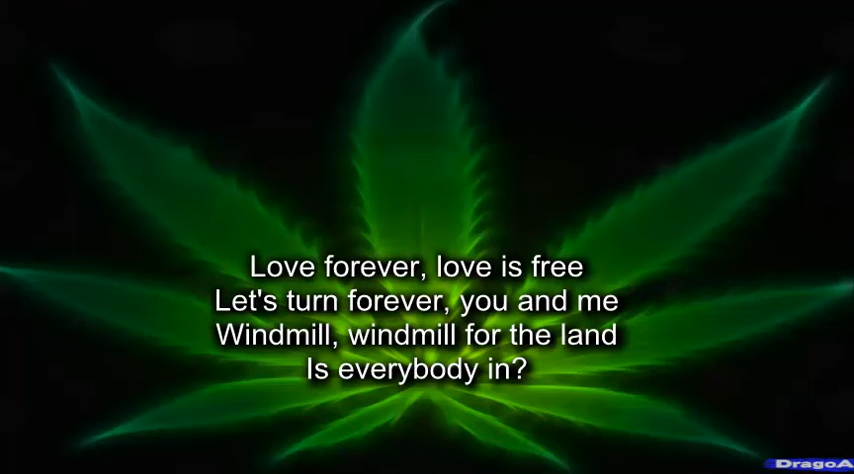 Love forever, love is free
Let's turn forever, you and me
Windmill, windmill for the land
Is everybody in?
DragoA